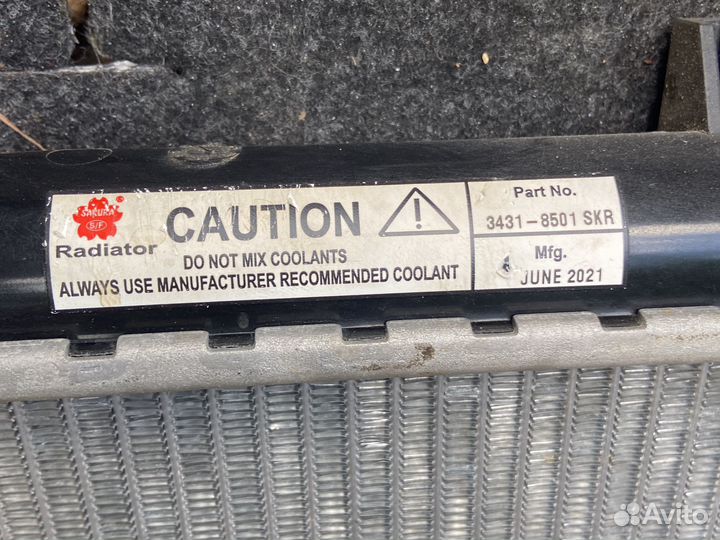 SAKURA
S/F
Radiator
CAUTION
!
DO NOT MIX COOLANTS
ALWAYS USE MANUFACTURER RECOMMENDED COOLANT
Part No.
3431-8501 SKR
Mfg.
JUNE 2021
Avito